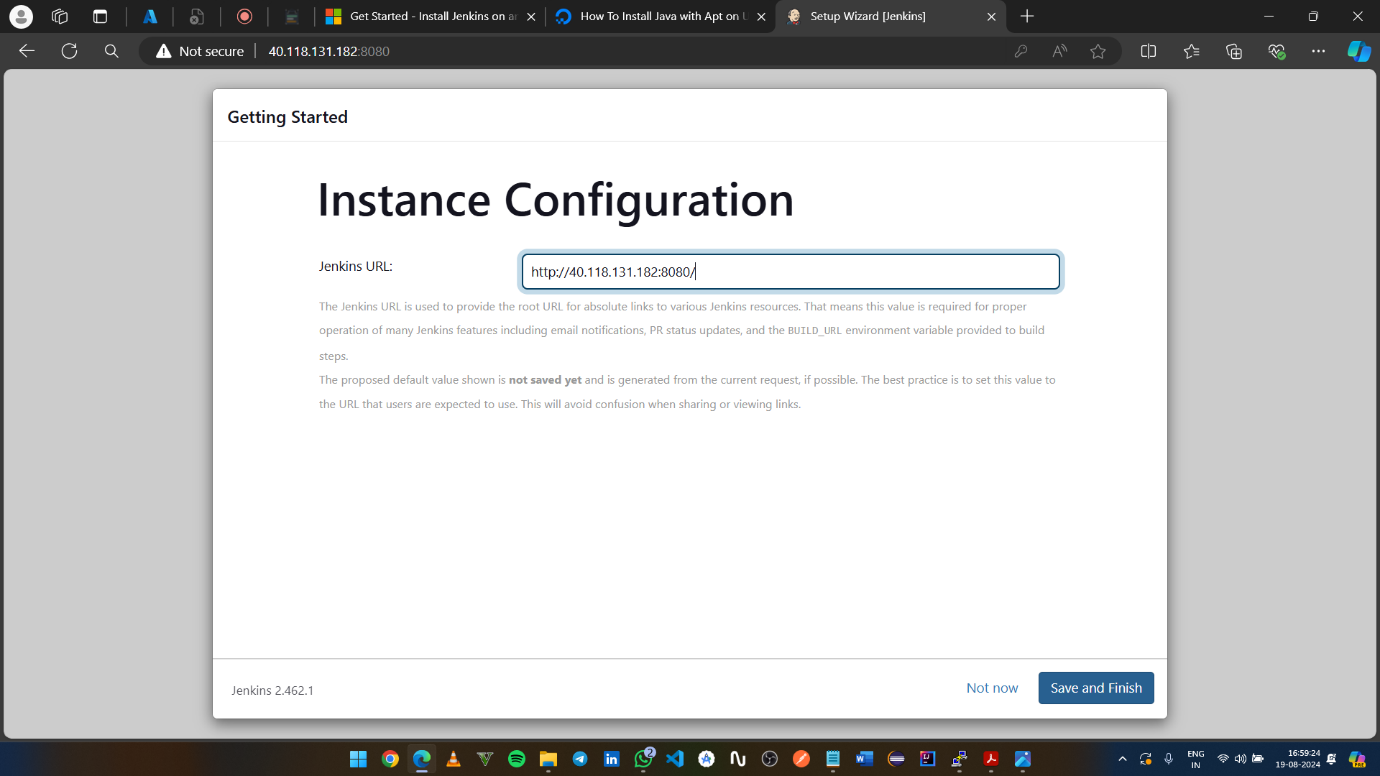 Get Started - Install Jenkins on an
How To Install Java with Apt on U
Setup Wizard [Jenkins]
Not secure
40.118.131.182:8080
Getting Started
Instance Configuration
Jenkins URL:
http://40.118.131.182:8080/
The Jenkins URL is used to provide the root URL for absolute links to various Jenkins resources. That means this value is required for proper
operation of many Jenkins features including email notifications, PR status updates, and the BUILD_URL environment variable provided to build
steps.
The proposed default value shown is not saved yet and is generated from the current request, if possible. The best practice is to set this value to
the URL that users are expected to use. This will avoid confusion when sharing or viewing links.
Jenkins 2.462.1
Not now
Save and Finish
2
ENG
IN
16:59:24
19-08-2024